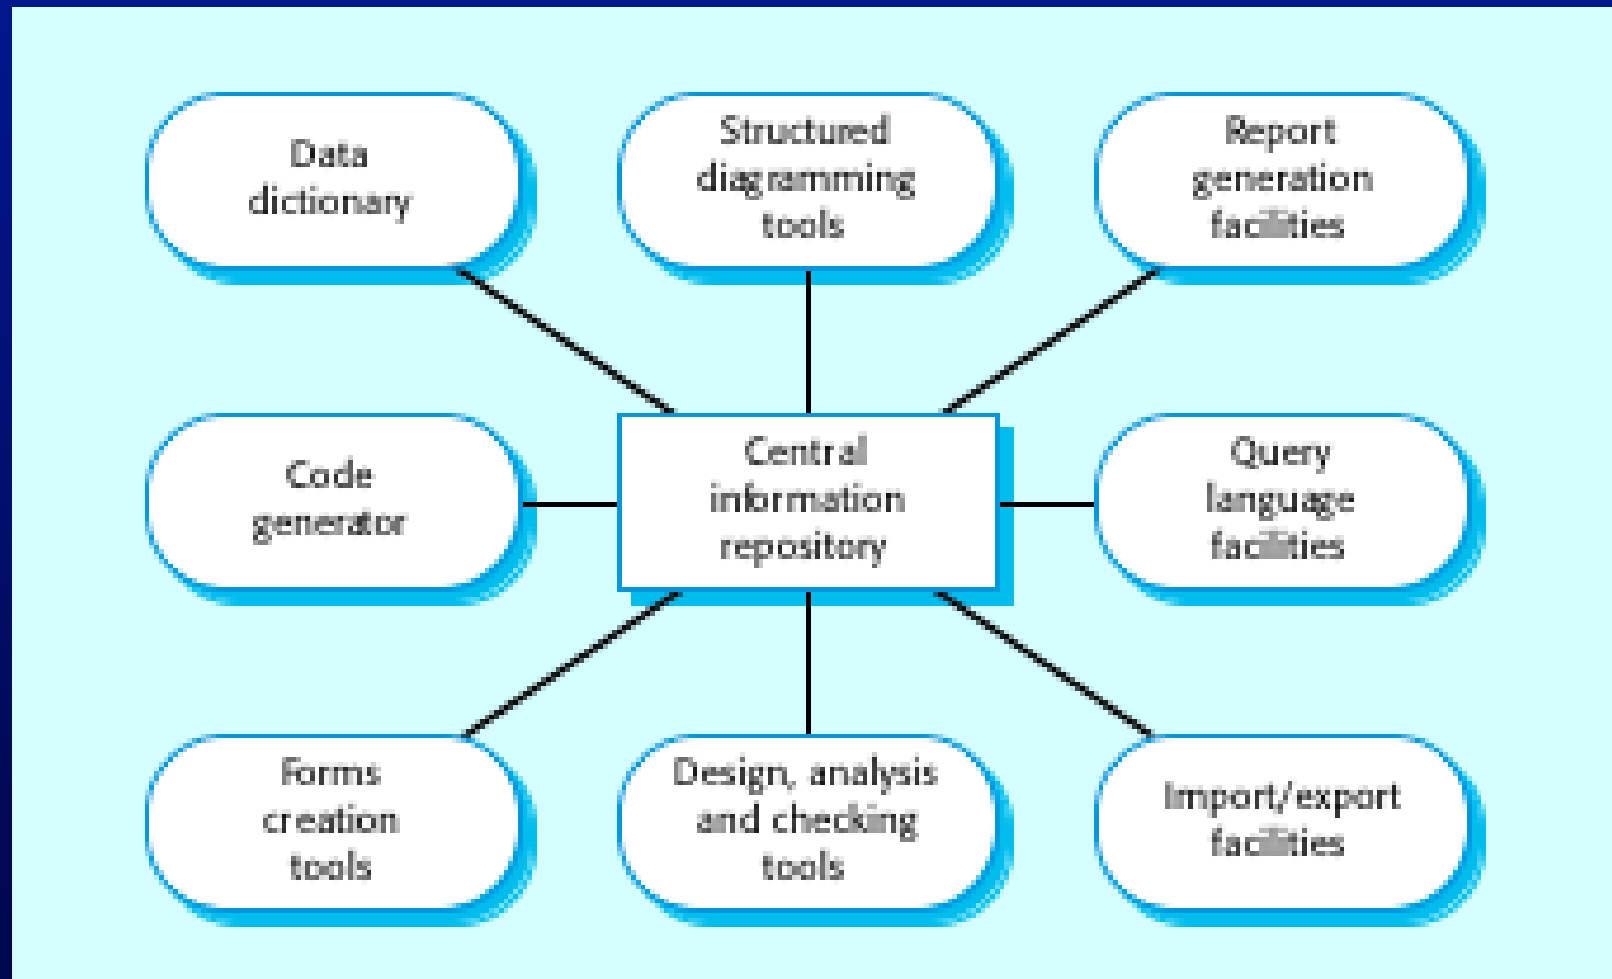 Data
dictionary
Structured
diagramming
tools
Report
generation
facilities
Code
generator
Central
information
repository
Query
language
facilities
Forms
creation
tools
Design, analysis
and checking
tools
Import/export
facilities